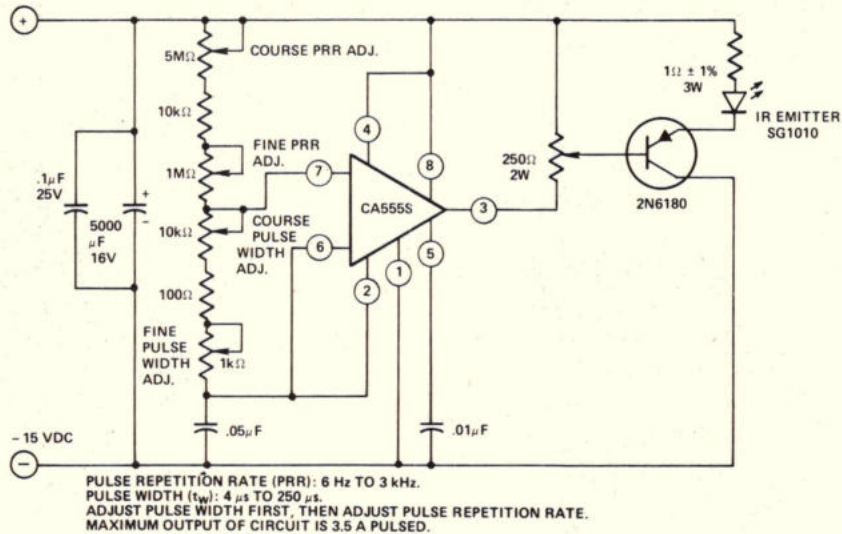 +
5MΩ
COURSE PRR ADJ.
1Ω ± 1%
3W
10kΩ
IR EMITTER
SG1010
FINE PRR
ADJ.
4
1MΩ
7
8
250Ω
2W
.1μF
25V
+
−
5000
μF
16V
CA555S
3
2N6180
10kΩ
COURSE
PULSE
WIDTH
ADJ.
6
1
5
2
100Ω
FINE
PULSE
WIDTH
ADJ.
1kΩ
.05μF
.01μF
– 15 VDC
−
PULSE REPETITION RATE (PRR): 6 Hz TO 3 kHz.
PULSE WIDTH (tw): 4 μs TO 250 μs.
ADJUST PULSE WIDTH FIRST, THEN ADJUST PULSE REPETITION RATE.
MAXIMUM OUTPUT OF CIRCUIT IS 3.5 A PULSED.